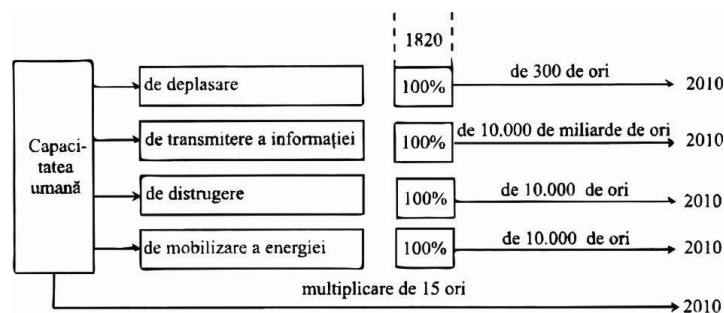 1820
de deplasare 100% de 300 de ori 2010
de transmitere a informației 100% de 10.000 de miliarde de ori 2010
Capaci-
tatea
umană
de distrugere 100% de 10.000 de ori 2010
de mobilizare a energiei 100% de 10.000 de ori 2010
multiplicare de 15 ori 2010